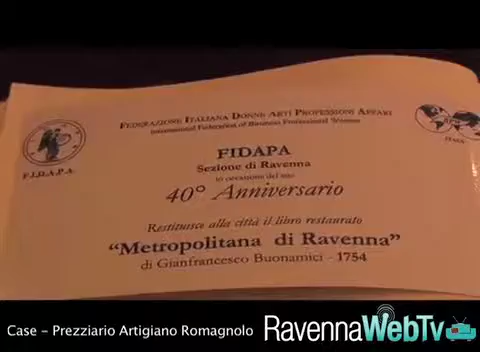 FEDERAZIONE ITALIANA DONNE ARTI PROFESSIONI AFFARI
International Federation of Business Professional Women
F.I.D.A.P.A.
ITALY
FIDAPA
Sezione di Ravenna
in occasione del suo
40° Anniversario
Restituisce alla città il libro restaurato
"Metropolitana di Ravenna"
di Gianfrancesco Buonamici - 1754
Case - Prezziario Artigiano Romagnolo
RavennaWebTv